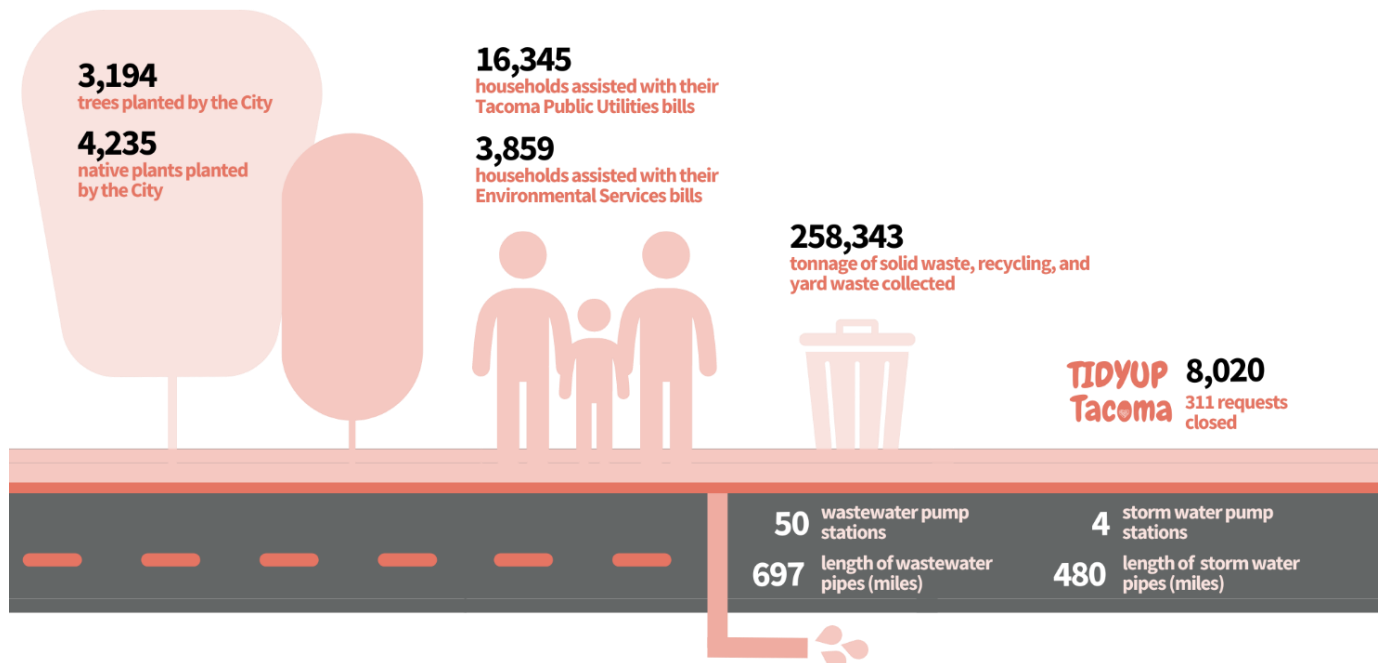 3,194
trees planted by the City
4,235
native plants planted
by the City
16,345
households assisted with their
Tacoma Public Utilities bills
3,859
households assisted with their
Environmental Services bills
258,343
tonnage of solid waste, recycling, and
yard waste collected
TIDYUP
Tacoma
8,020
311 requests
closed
50
wastewater pump
stations
4
storm water pump
stations
697
length of wastewater
pipes (miles)
480
length of storm water
pipes (miles)